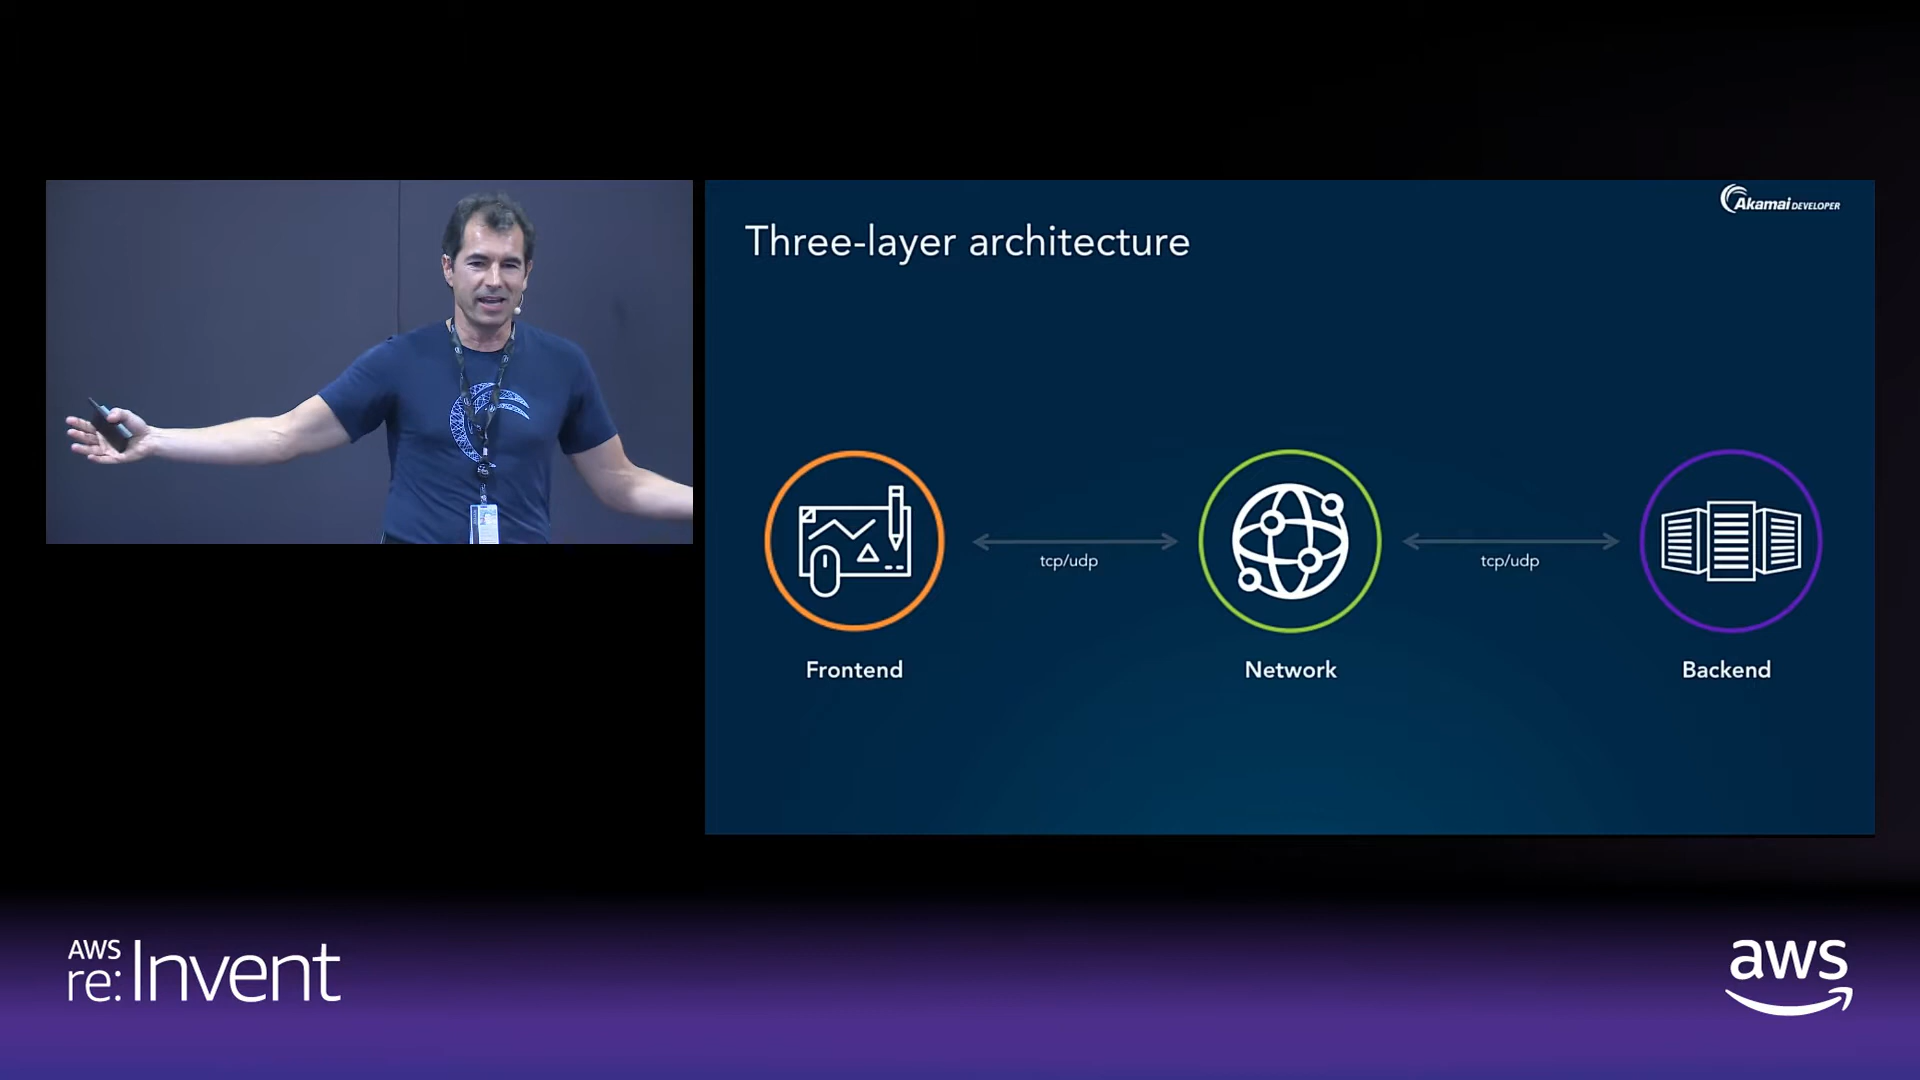 Akamai DEVELOPER
Three-layer architecture
tcp/udp
tcp/udp
Frontend
Network
Backend
AWS
re:Invent
aws